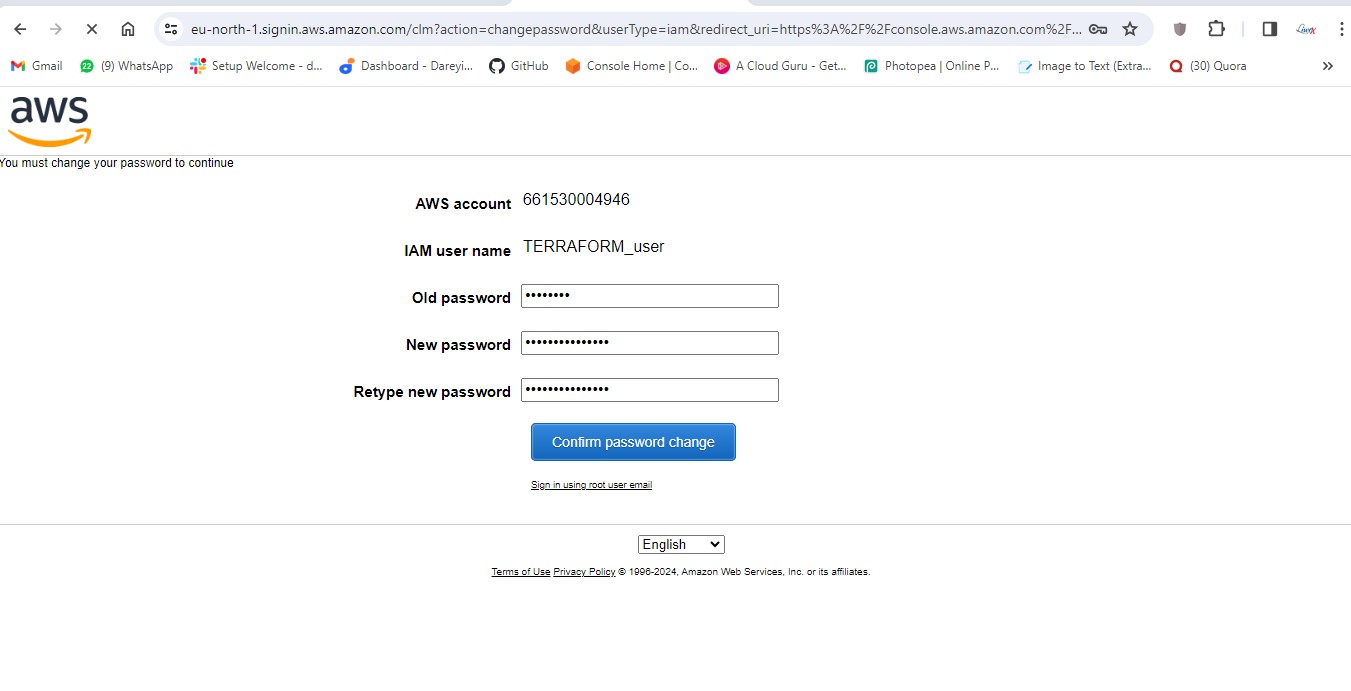 eu-north-1.signin.aws.amazon.com/clm?action=changepassword&userType=iam&redirect_uri=https%3A%2F%2Fconsole.aws.amazon.com%2F...
Gmail 22 (9) WhatsApp Setup Welcome - d... Dashboard - Dareyi... GitHub Console Home | Co... A Cloud Guru - Get... Photopea | Online P... Image to Text (Extra... (30) Quora
aws
You must change your password to continue
AWS account 661530004946
IAM user name TERRAFORM_user
Old password ••••••••
New password •••••••••••••••
Retype new password •••••••••••••••
Confirm password change
Sign in using root user email
English
Terms of Use Privacy Policy © 1996-2024, Amazon Web Services, Inc. or its affiliates.